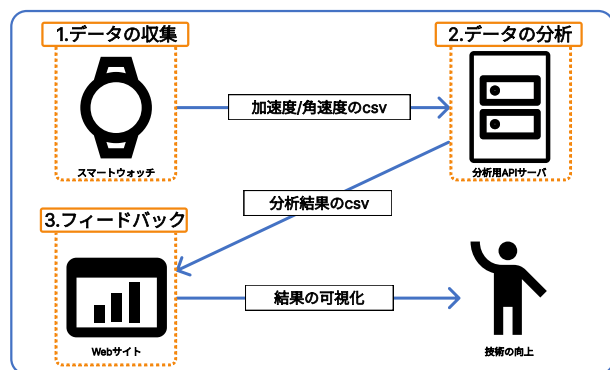 1.データの収集
2.データの分析
加速度/角速度のcsv
スマートウォッチ
分析用APIサーバ
分析結果のcsv
3.フィードバック
結果の可視化
Webサイト
技術の向上